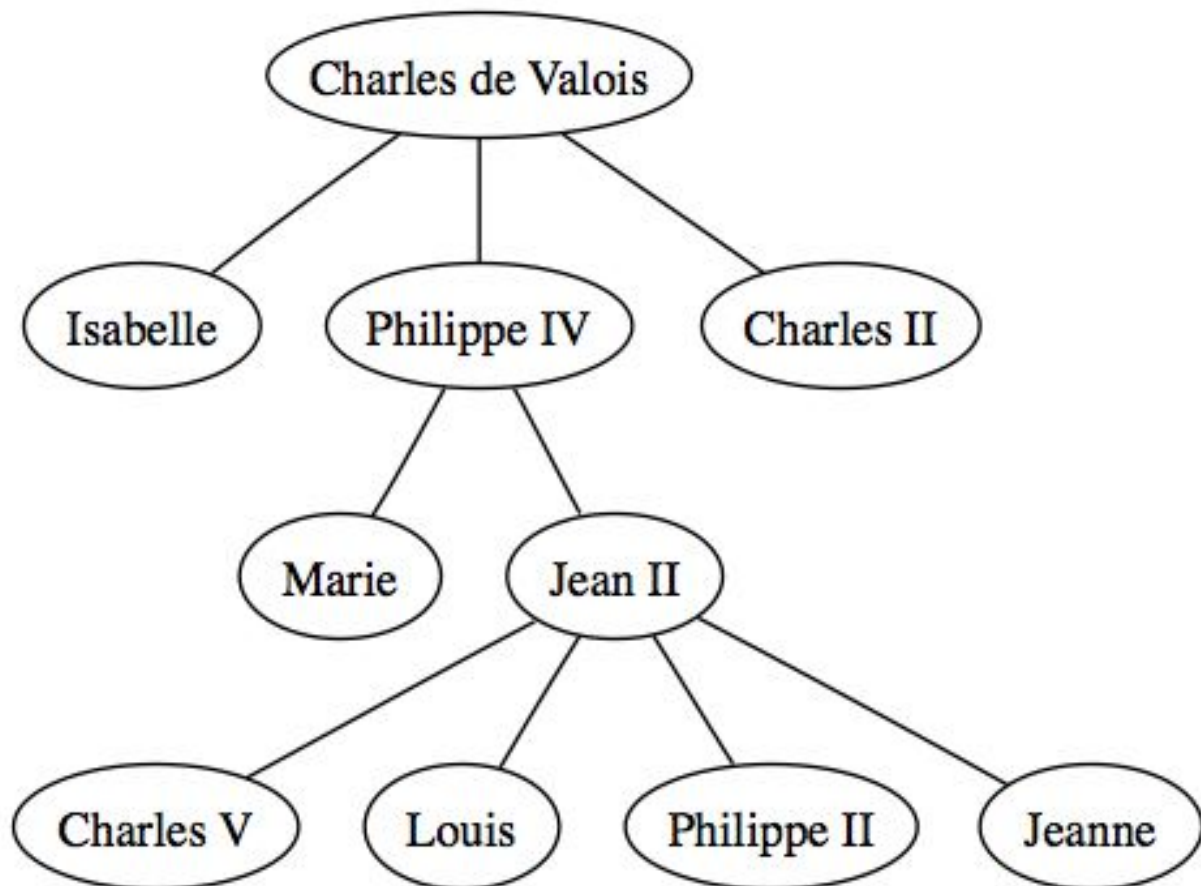 Charles de Valois
Isabelle
Philippe IV
Charles II
Marie
Jean II
Charles V
Louis
Philippe II
Jeanne